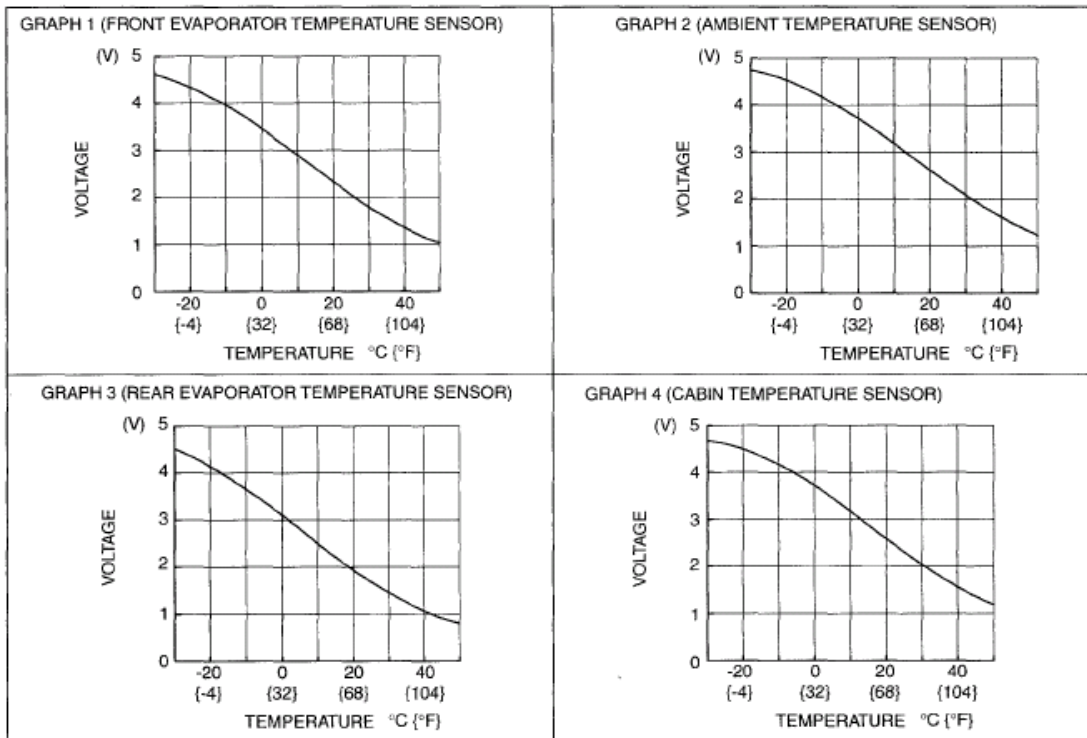 GRAPH 1 (FRONT EVAPORATOR TEMPERATURE SENSOR)
(V) 5
4
3
2
1
0
VOLTAGE
-20 0 20 40
{-4} {32} {68} {104}
TEMPERATURE °C {°F}
GRAPH 2 (AMBIENT TEMPERATURE SENSOR)
(V) 5
4
3
2
1
0
VOLTAGE
-20 0 20 40
{-4} {32} {68} {104}
TEMPERATURE °C {°F}
GRAPH 3 (REAR EVAPORATOR TEMPERATURE SENSOR)
(V) 5
4
3
2
1
0
VOLTAGE
-20 0 20 40
{-4} {32} {68} {104}
TEMPERATURE °C {°F}
GRAPH 4 (CABIN TEMPERATURE SENSOR)
(V) 5
4
3
2
1
0
VOLTAGE
-20 0 20 40
{-4} {32} {68} {104}
TEMPERATURE °C {°F}